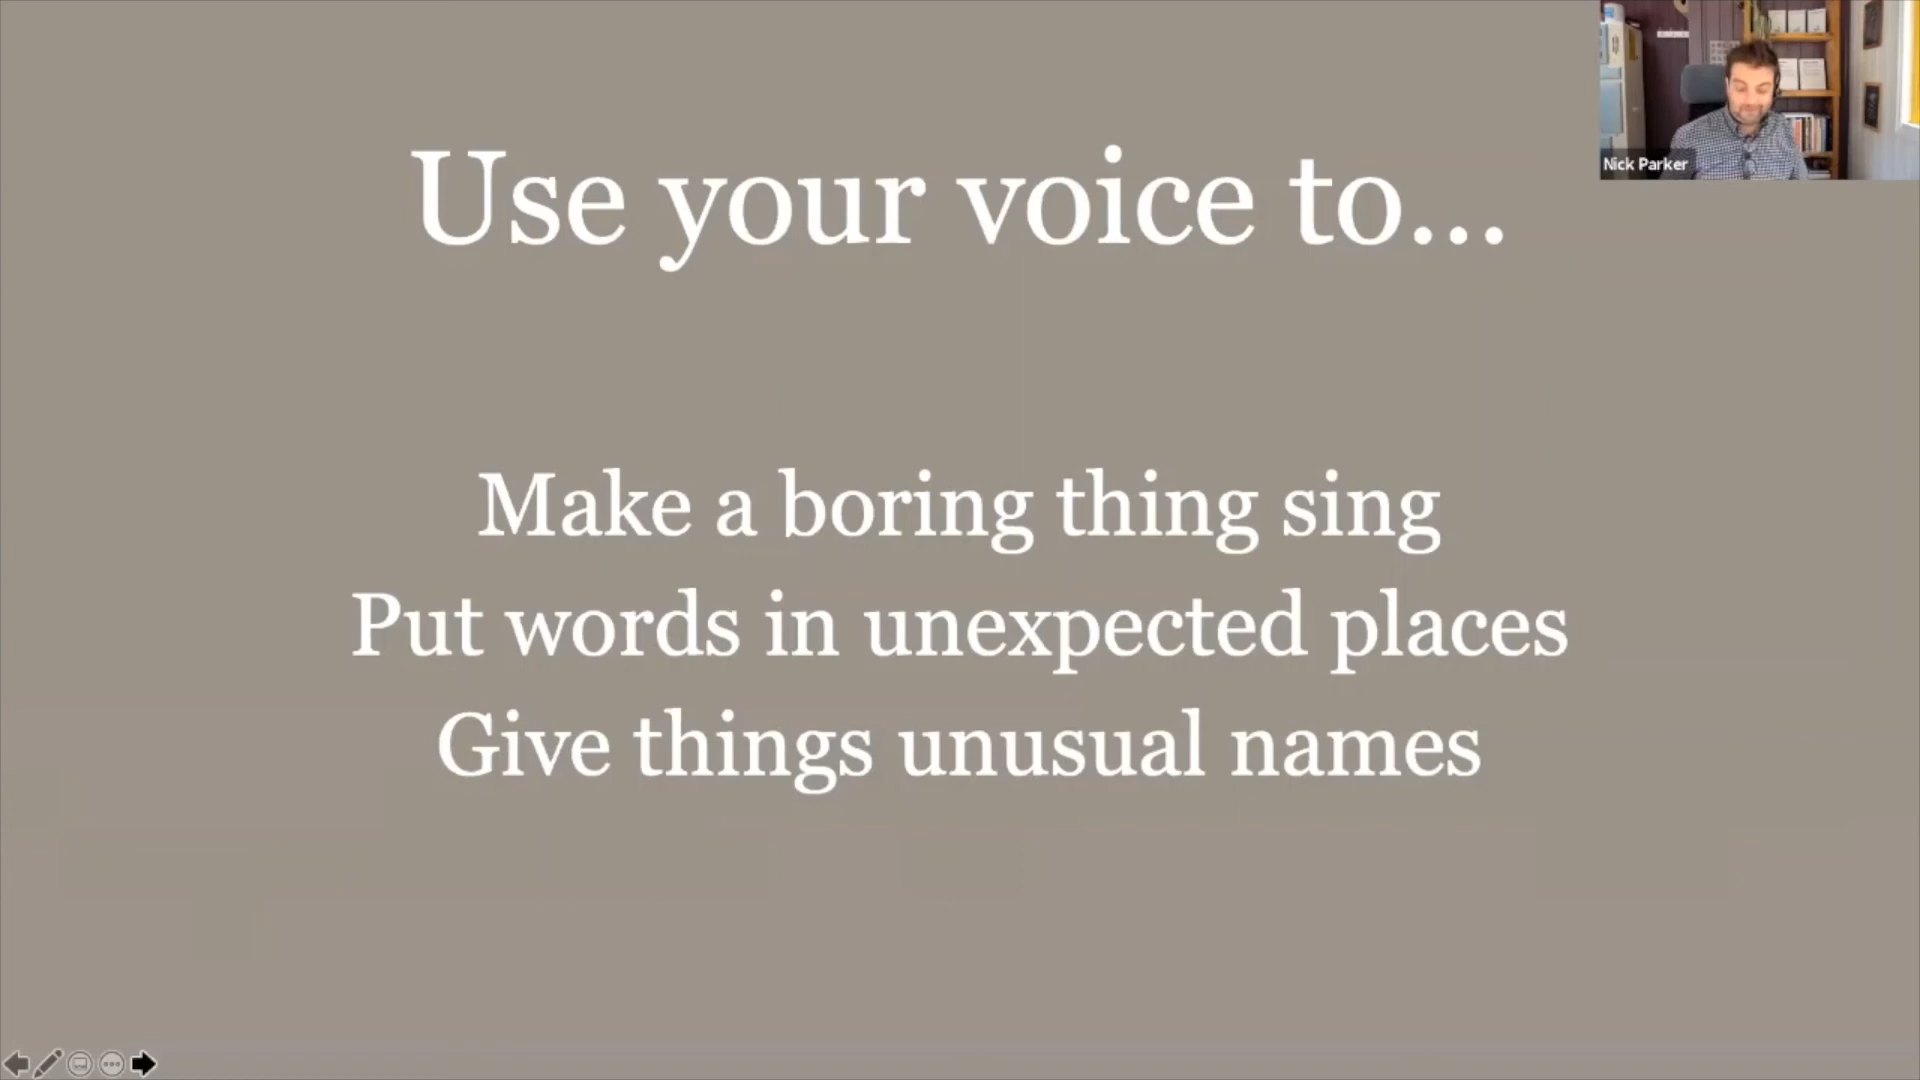 Use your voice to...
Nick Parker
Make a boring thing sing
Put words in unexpected places
Give things unusual names